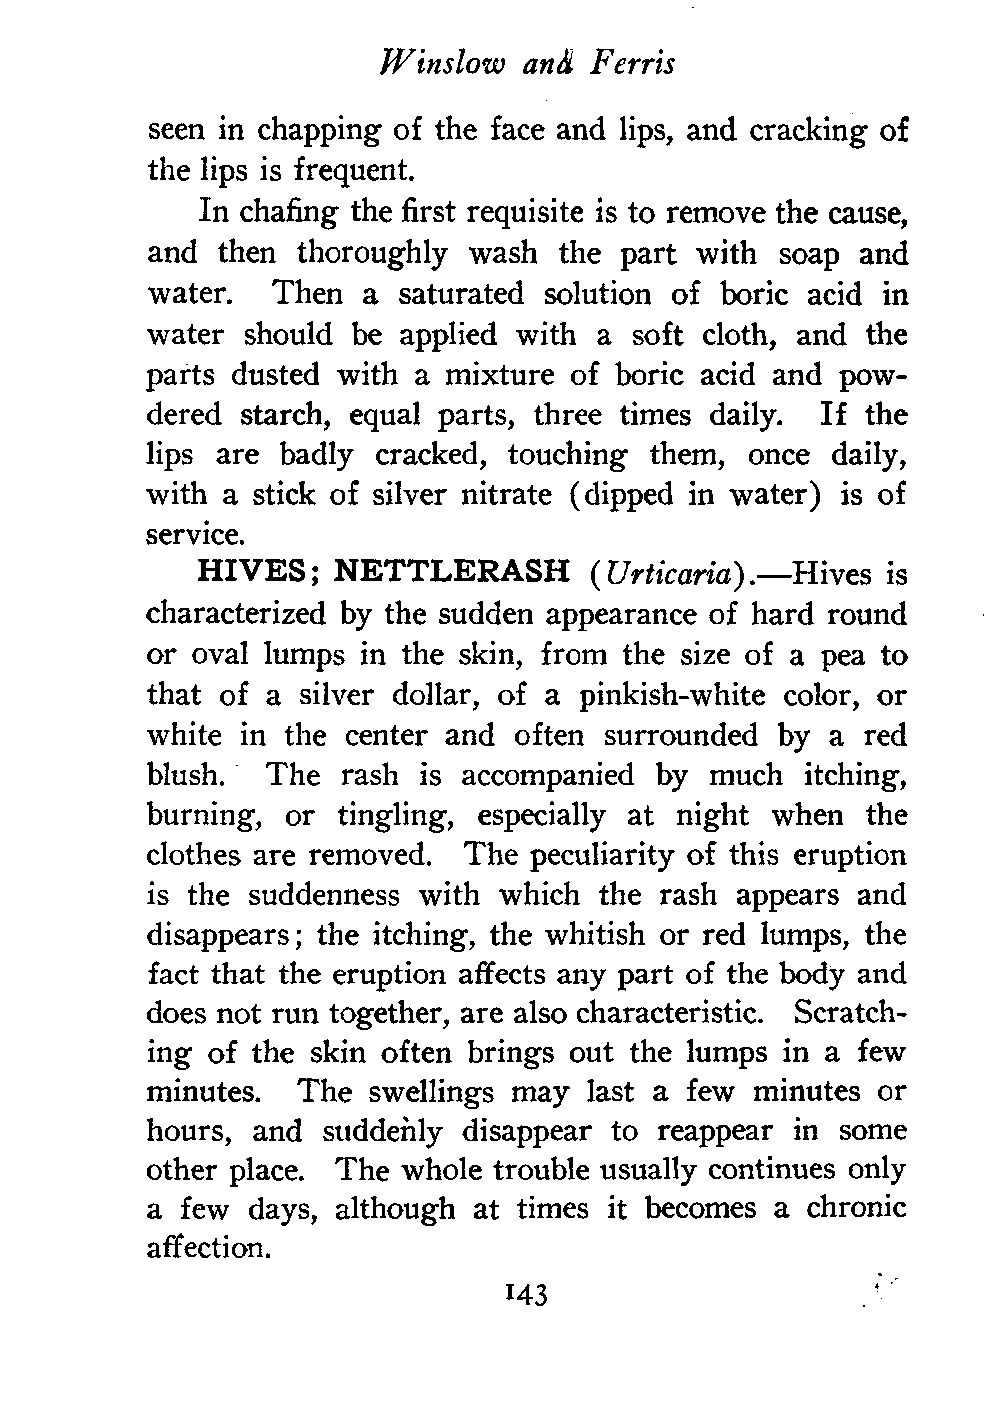 Winslow and Ferris
seen in chapping of the face and lips, and cracking of
the lips is frequent.
In chafing the first requisite is to remove the cause,
and then thoroughly wash the part with soap and
water. Then a saturated solution of boric acid in
water should be applied with a soft cloth, and the
parts dusted with a mixture of boric acid and pow-
dered starch, equal parts, three times daily. If the
lips are badly cracked, touching them, once daily,
with a stick of silver nitrate (dipped in water) is of
service.
HIVES; NETTLERASH (Urticaria).—Hives is
characterized by the sudden appearance of hard round
or oval lumps in the skin, from the size of a pea to
that of a silver dollar, of a pinkish-white color, or
white in the center and often surrounded by a red
blush. The rash is accompanied by much itching,
burning, or tingling, especially at night when the
clothes are removed. The peculiarity of this eruption
is the suddenness with which the rash appears and
disappears; the itching, the whitish or red lumps, the
fact that the eruption affects any part of the body and
does not run together, are also characteristic. Scratch-
ing of the skin often brings out the lumps in a few
minutes. The swellings may last a few minutes or
hours, and suddenly disappear to reappear in some
other place. The whole trouble usually continues only
a few days, although at times it becomes a chronic
affection.
143